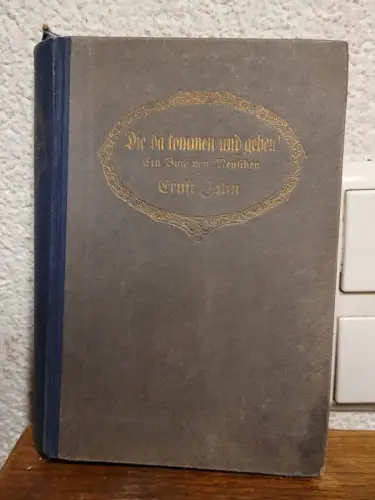 Die da kommen und gehen!
Ein Buch von Menschen
Ernst Zahn